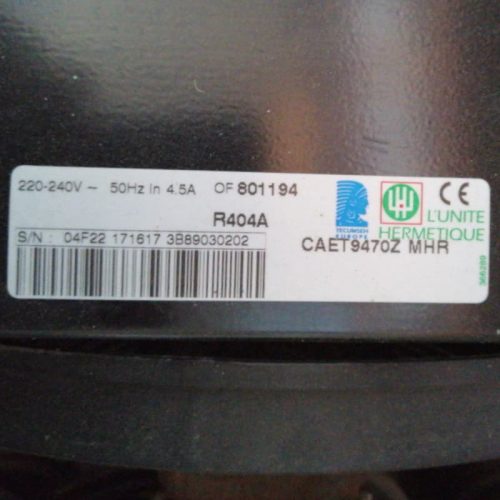 220-240V ~ 50Hz In 4.5A OF 801194
R404A
S/N : 04F22 171617 3B89030202
TECUMSEH
EUROPE
CE
L'UNITE
HERMETIQUE
CAET9470Z MHR
366289